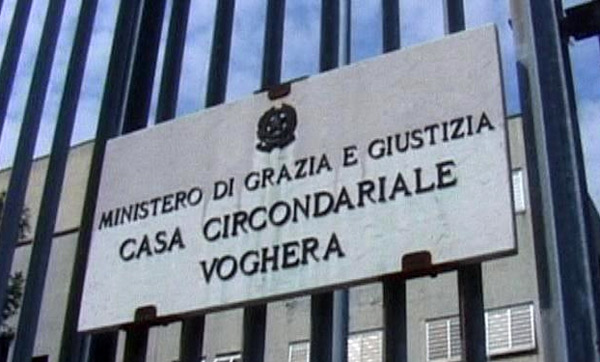 MINISTERO DI GRAZIA E GIUSTIZIA
CASA CIRCONDARIALE
VOGHERA